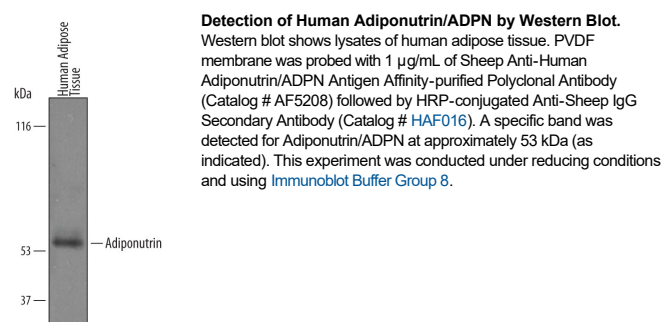 Human Adipose
Tissue
kDa
116
53
37
Adiponutrin
Detection of Human Adiponutrin/ADPN by Western Blot.
Western blot shows lysates of human adipose tissue. PVDF
membrane was probed with 1 µg/mL of Sheep Anti-Human
Adiponutrin/ADPN Antigen Affinity-purified Polyclonal Antibody
(Catalog # AF5208) followed by HRP-conjugated Anti-Sheep IgG
Secondary Antibody (Catalog # HAF016). A specific band was
detected for Adiponutrin/ADPN at approximately 53 kDa (as
indicated). This experiment was conducted under reducing conditions
and using Immunoblot Buffer Group 8.